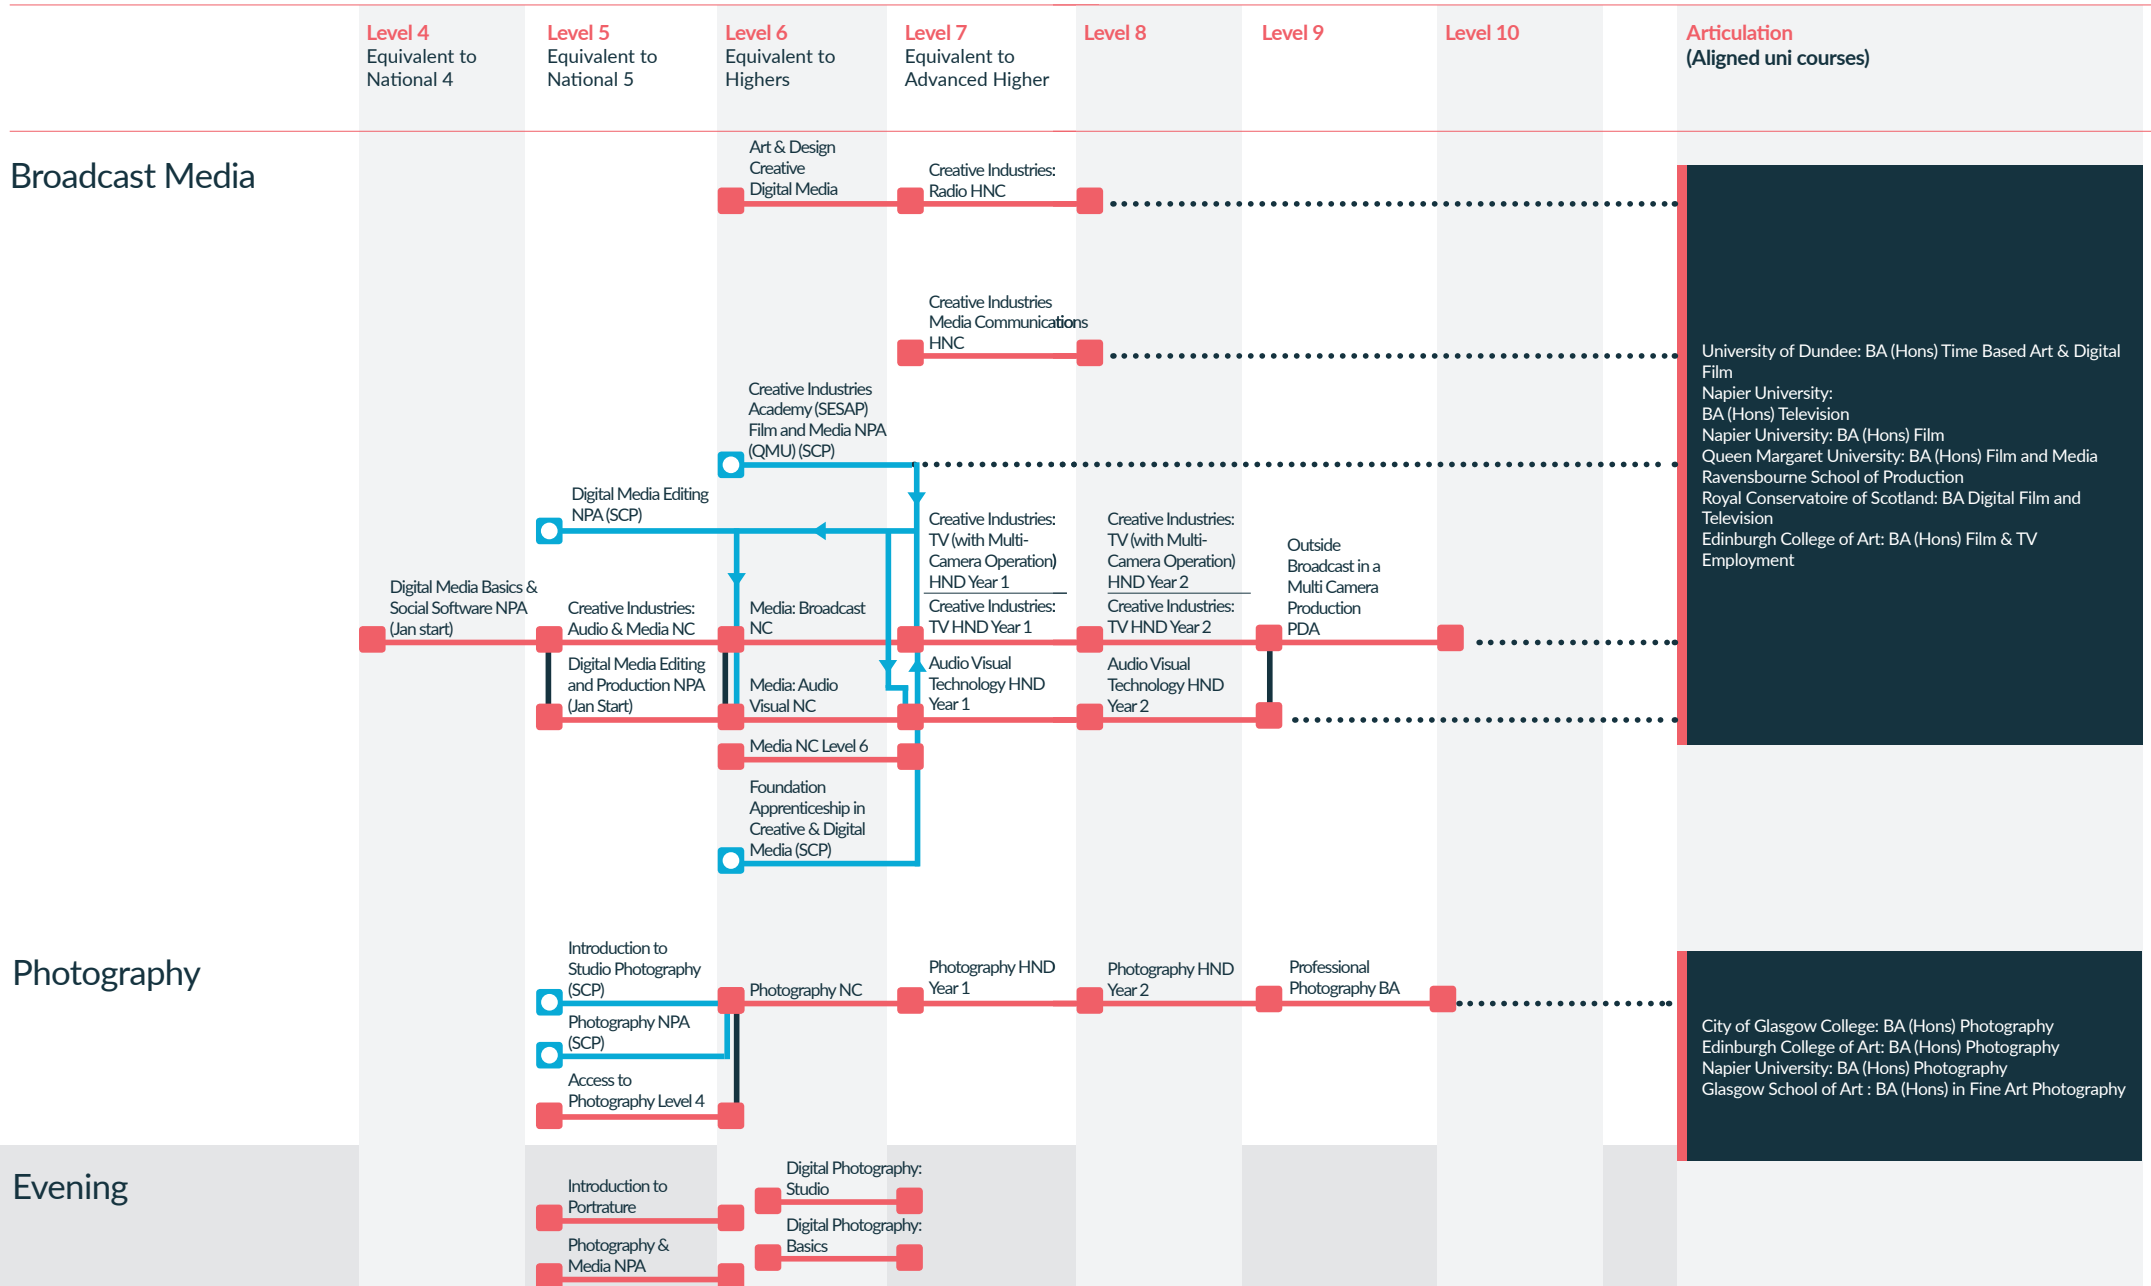 Level 4
Equivalent to
National 4
Level 5
Equivalent to
National 5
Level 6
Equivalent to
Highers
Level 7
Equivalent to
Advanced Higher
Level 8
Level 9
Level 10
Articulation
(Aligned uni courses)
Broadcast Media
Art & Design
Creative
Digital Media
Creative Industries:
Radio HNC
Creative Industries
Media Communications
HNC
Creative Industries
Academy (SESAP)
Film and Media NPA
(QMU) (SCP)
Digital Media Editing
NPA (SCP)
Creative Industries:
TV (with Multi-
Camera Operation)
HND Year 1
Creative Industries:
TV HND Year 1
Creative Industries:
TV (with Multi-
Camera Operation)
HND Year 2
Creative Industries:
TV HND Year 2
Outside
Broadcast in a
Multi Camera
Production
PDA
Digital Media Basics &
Social Software NPA
(Jan start)
Creative Industries:
Audio & Media NC
Media: Broadcast
NC
Digital Media Editing
and Production NPA
(Jan Start)
Media: Audio
Visual NC
Audio Visual
Technology HND
Year 1
Audio Visual
Technology HND
Year 2
Media NC Level 6
Foundation
Apprenticeship in
Creative & Digital
Media (SCP)
University of Dundee: BA (Hons) Time Based Art & Digital
Film
Napier University:
BA (Hons) Television
Napier University: BA (Hons) Film
Queen Margaret University: BA (Hons) Film and Media
Ravensbourne School of Production
Royal Conservatoire of Scotland: BA Digital Film and
Television
Edinburgh College of Art: BA (Hons) Film & TV
Employment
Photography
Introduction to
Studio Photography
(SCP)
Photography NPA
(SCP)
Access to
Photography Level 4
Photography NC
Photography HND
Year 1
Photography HND
Year 2
Professional
Photography BA
City of Glasgow College: BA (Hons) Photography
Edinburgh College of Art: BA (Hons) Photography
Napier University: BA (Hons) Photography
Glasgow School of Art : BA (Hons) in Fine Art Photography
Evening
Introduction to
Portrature
Photography &
Media NPA
Digital Photography:
Studio
Digital Photography:
Basics